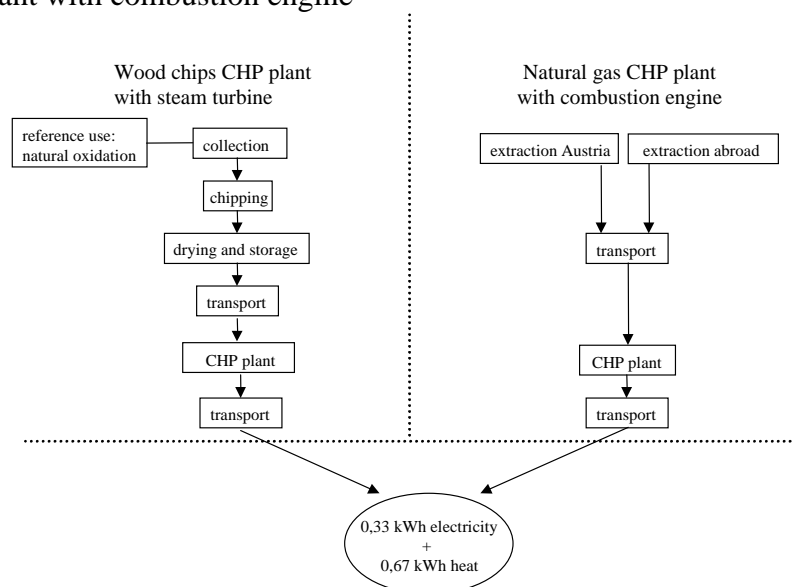 ant with combustion engine
Wood chips CHP plant
with steam turbine
reference use:
natural oxidation
collection
chipping
drying and storage
transport
CHP plant
transport
Natural gas CHP plant
with combustion engine
extraction Austria
extraction abroad
transport
CHP plant
transport
0,33 kWh electricity
+
0,67 kWh heat